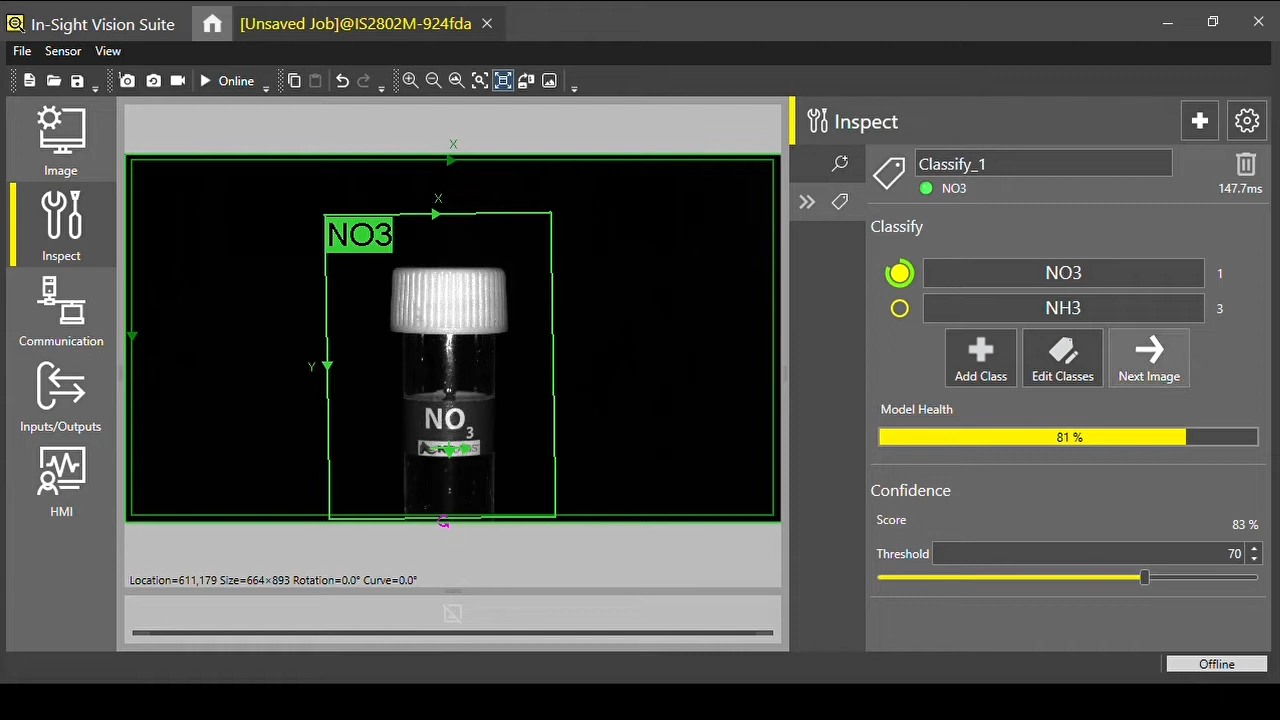 In-Sight Vision Suite
[Unsaved Job]@IS2802M-924fda
File Sensor View
Online
Image
Inspect
Communication
Inputs/Outputs
HMI
X
X
NO3
Y
NO3
Location=611,179 Size=664×893 Rotation=0.0° Curve=0.0°
Inspect
Classify_1
NO3
147.7ms
Classify
NO3 1
NH3 3
Add Class
Edit Classes
Next Image
Model Health
81 %
Confidence
Score 83 %
Threshold 70
Offline